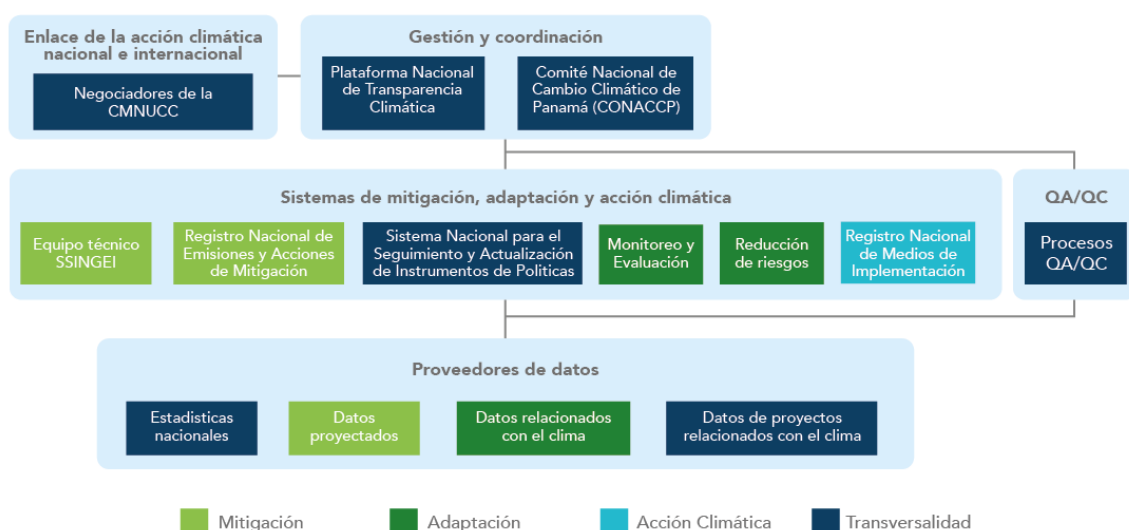 Enlace de la acción climática
nacional e internacional
Negociadores de la
CMNUCC
Gestión y coordinación
Plataforma Nacional
de Transparencia
Climática
Comité Nacional de
Cambio Climático de
Panamá (CONACCP)
Sistemas de mitigación, adaptación y acción climática
Equipo técnico
SSINGEI
Registro Nacional de
Emisiones y Acciones
de Mitigación
Sistema Nacional para el
Seguimiento y Actualización
de Instrumentos de Politicas
Monitoreo y
Evaluación
Reducción
de riesgos
Registro Nacional
de Medios de
Implementación
QA/QC
Procesos
QA/QC
Proveedores de datos
Estadisticas
nacionales
Datos
proyectados
Datos relacionados
con el clima
Datos de proyectos
relacionados con el clima
Mitigación
Adaptación
Acción Climática
Transversalidad